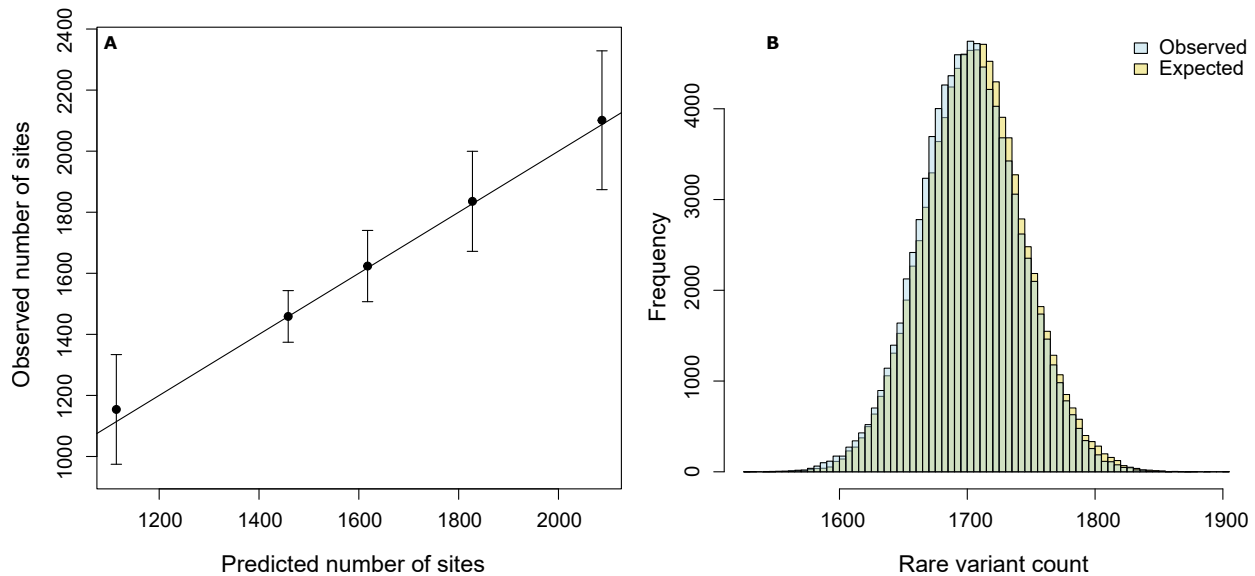 A
Observed number of sites
2400
2200
2000
1800
1600
1400
1200
1000
1200 1400 1600 1800 2000
Predicted number of sites
B
Observed
Expected
Frequency
4000
3000
2000
1000
0
1600 1700 1800 1900
Rare variant count